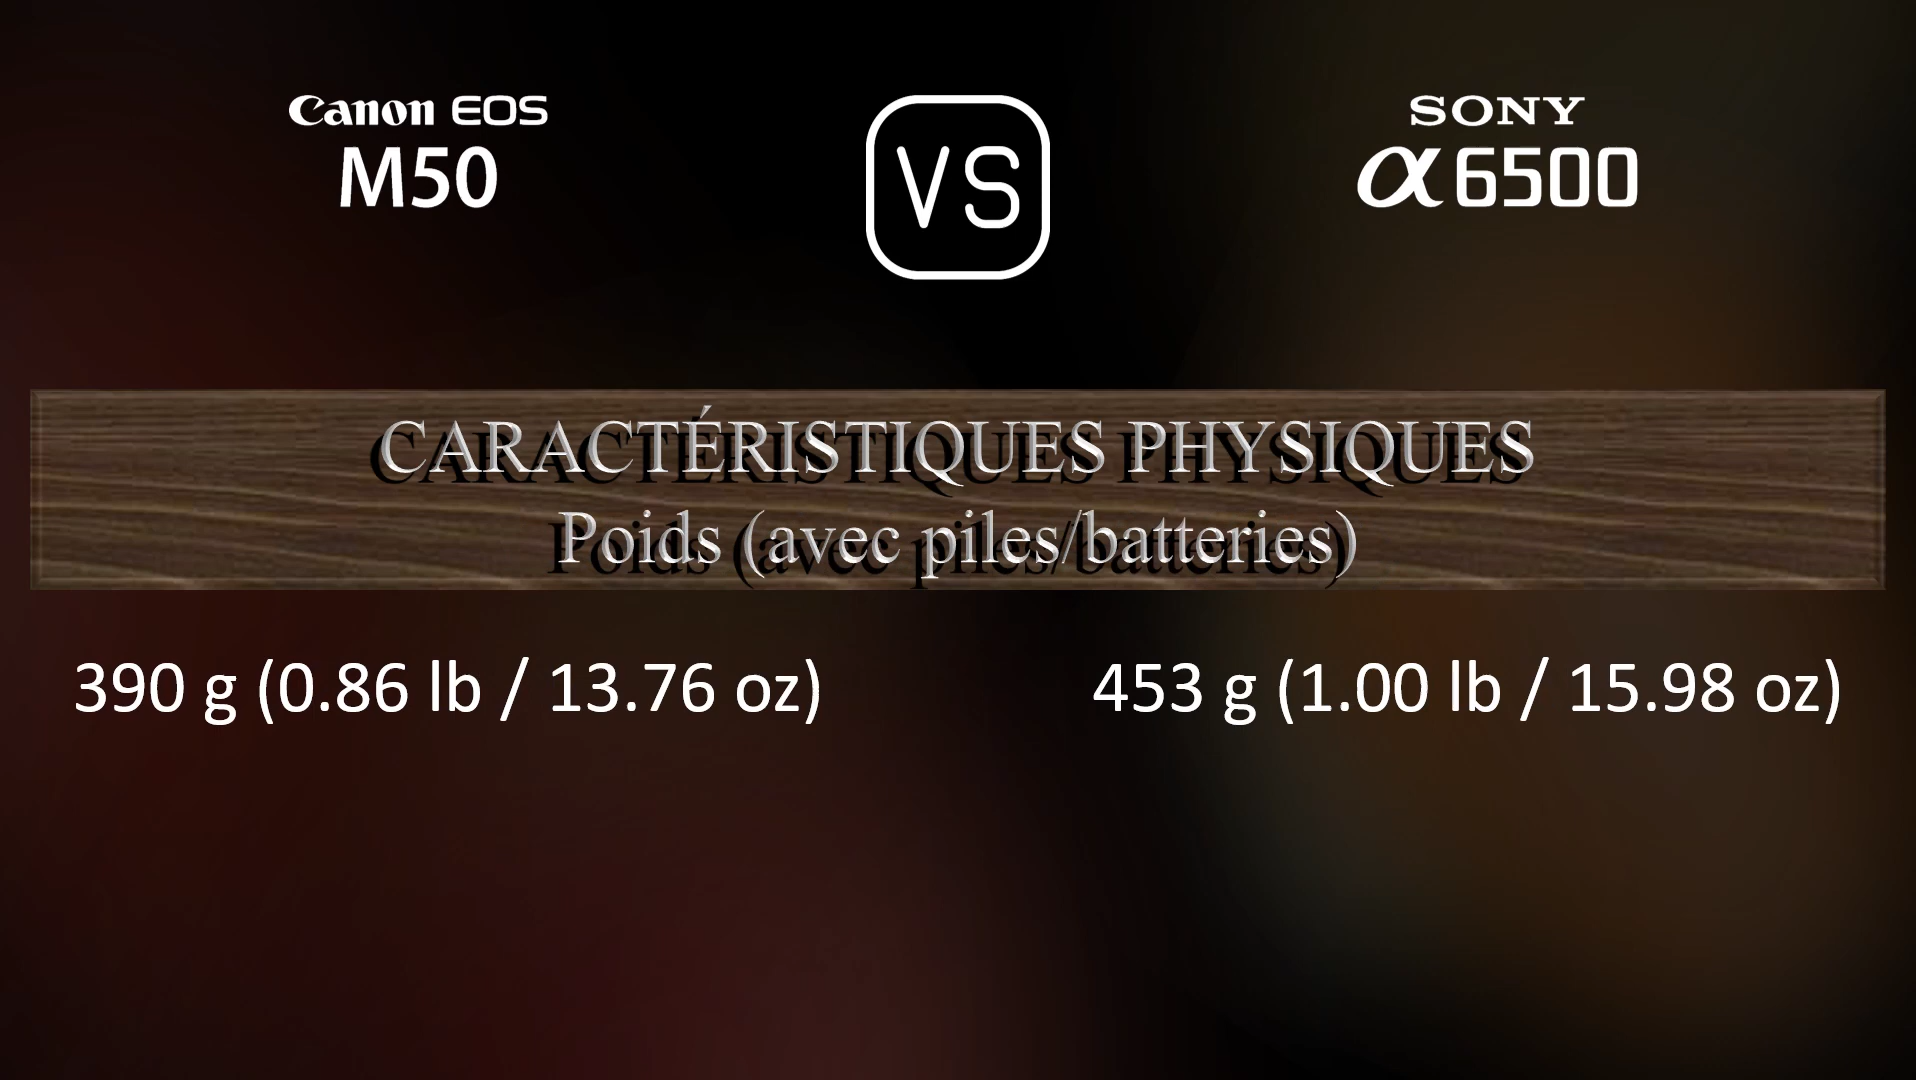 Canon EOS
M50
VS
SONY
α6500
CARACTÉRISTIQUES PHYSIQUES
Poids (avec piles/batteries)
390 g (0.86 lb / 13.76 oz)
453 g (1.00 lb / 15.98 oz)